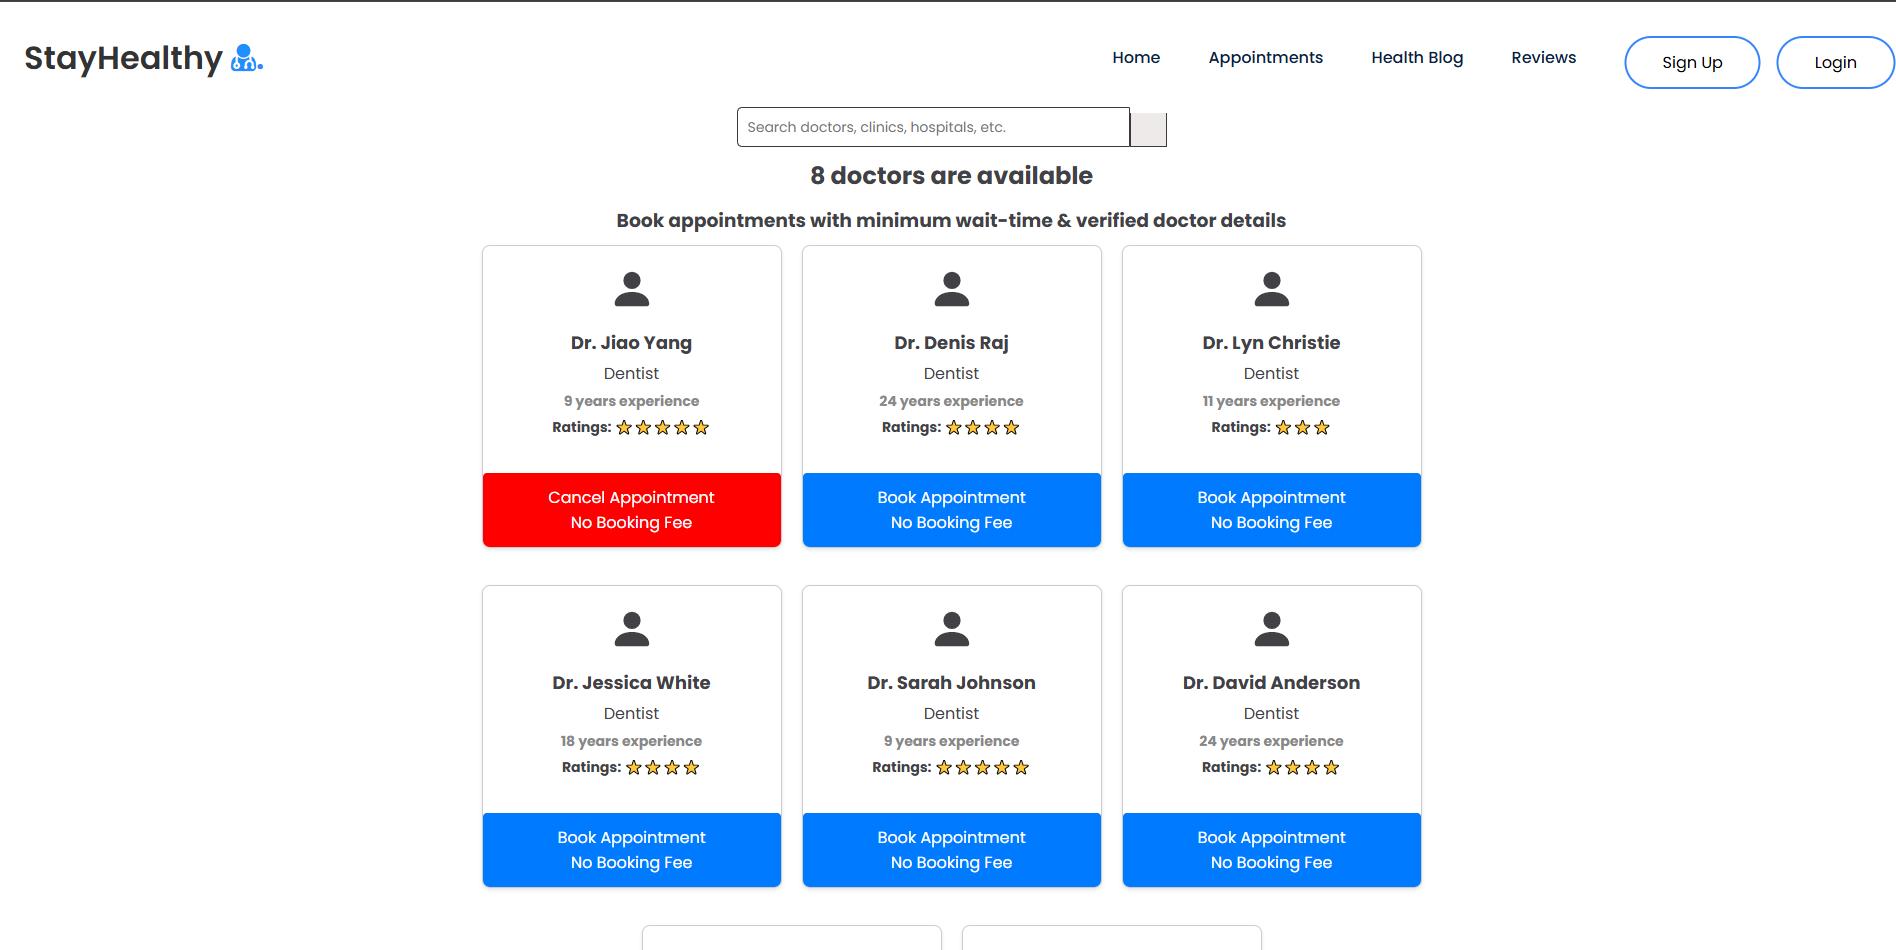 StayHealthy
Home Appointments Health Blog Reviews Sign Up Login
Search doctors, clinics, hospitals, etc.
8 doctors are available
Book appointments with minimum wait-time & verified doctor details
Dr. Jiao Yang
Dentist
9 years experience
Ratings:
Cancel Appointment
No Booking Fee
Dr. Denis Raj
Dentist
24 years experience
Ratings:
Book Appointment
No Booking Fee
Dr. Lyn Christie
Dentist
11 years experience
Ratings:
Book Appointment
No Booking Fee
Dr. Jessica White
Dentist
18 years experience
Ratings:
Book Appointment
No Booking Fee
Dr. Sarah Johnson
Dentist
9 years experience
Ratings:
Book Appointment
No Booking Fee
Dr. David Anderson
Dentist
24 years experience
Ratings:
Book Appointment
No Booking Fee